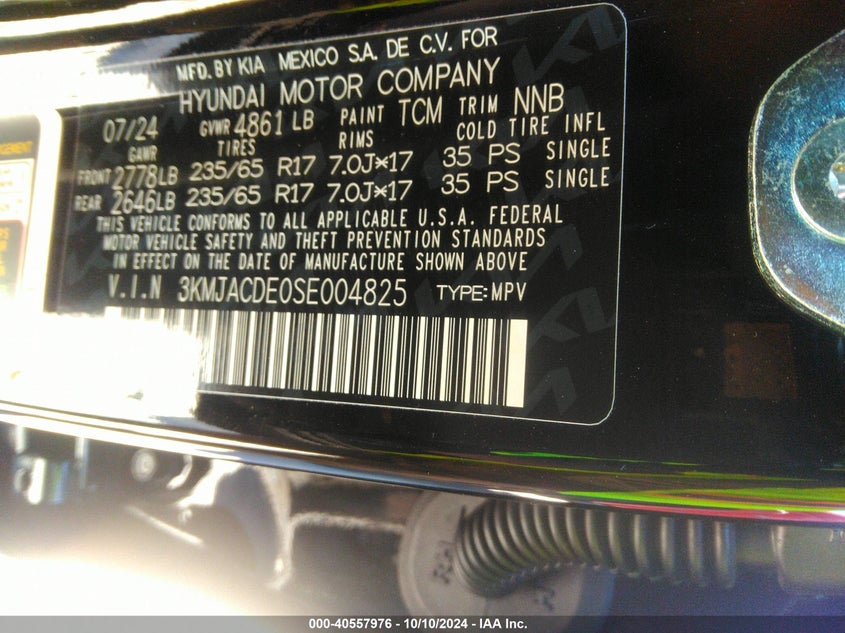 MFD. BY KIA MEXICO S.A. DE C.V. FOR
HYUNDAI MOTOR COMPANY
07/24 GVWR 4861 LB PAINT TCM TRIM NNB
GAWR TIRES RIMS COLD TIRE INFL
FRONT 2778LB 235/65 R17 7.0J×17 35 PS SINGLE
REAR 2646LB 235/65 R17 7.0J×17 35 PS SINGLE
THIS VEHICLE CONFORMS TO ALL APPLICABLE U.S.A. FEDERAL
MOTOR VEHICLE SAFETY AND THEFT PREVENTION STANDARDS
IN EFFECT ON THE DATE OF MANUFACTURE SHOWN ABOVE
V.I.N 3KMJACDE0SE004825 TYPE:MPV
000-40557976 - 10/10/2024 - IAA Inc.